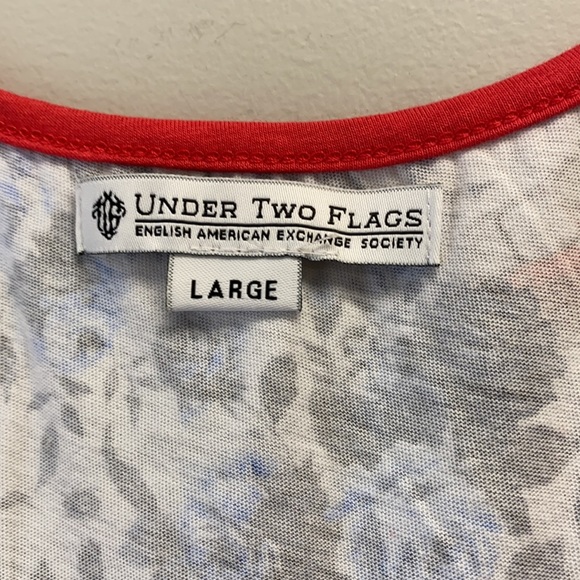 UNDER TWO FLAGS
ENGLISH AMERICAN EXCHANGE SOCIETY
LARGE